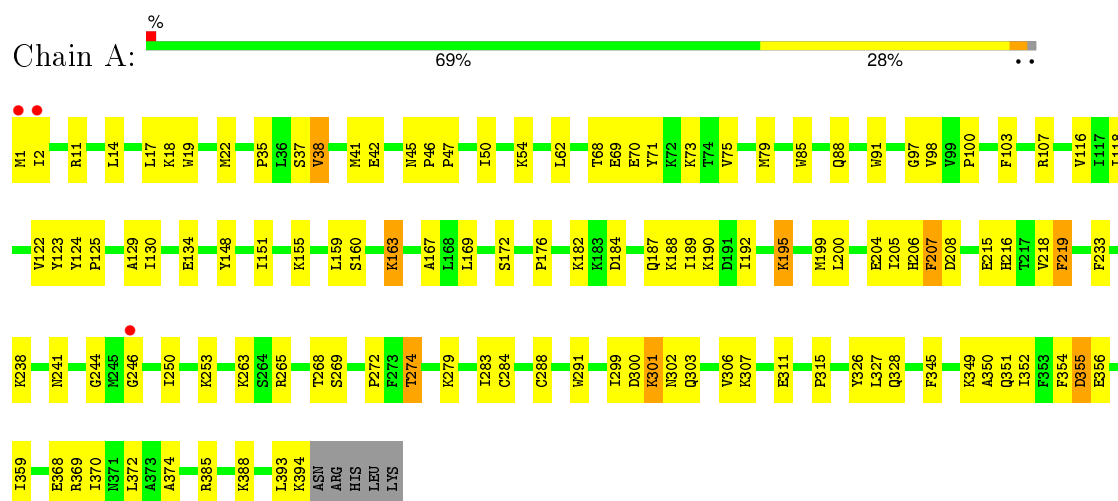 %
Chain A:
69% 28% • •
M1 I2 R11 L14 L17 K18 W19 M22 P35 L36 S37 V38 M41 E42 N45 P46 P47 I50 K54 L62 T68 E69 E70 Y71 K72 K73 T74 V75 M79 W85 Q88 W91 G97 V98 V99 P100 F103 R107 V116 I117 I118
V122 Y123 Y124 P125 A129 I130 E134 Y148 I151 K155 L159 S160 K163 A167 L168 L169 S172 P176 K182 K183 D184 Q187 K188 I189 K190 D191 I192 K195 M199 L200 E204 I205 H206 F207 D208 E215 H216 T217 V218 F219 F233
K238 N241 G244 M245 G246 I250 K253 K263 S264 R265 T268 S269 P272 F273 T274 K279 I283 C284 C288 W291 I299 D300 K301 N302 Q303 V306 K307 E311 P315 Y326 L327 Q328 F345 K349 A350 Q351 I352 F353 F354 D355 E356
I359 E368 R369 I370 N371 L372 A373 A374 R385 K388 L393 K394 ASN ARG HIS LEU LYS